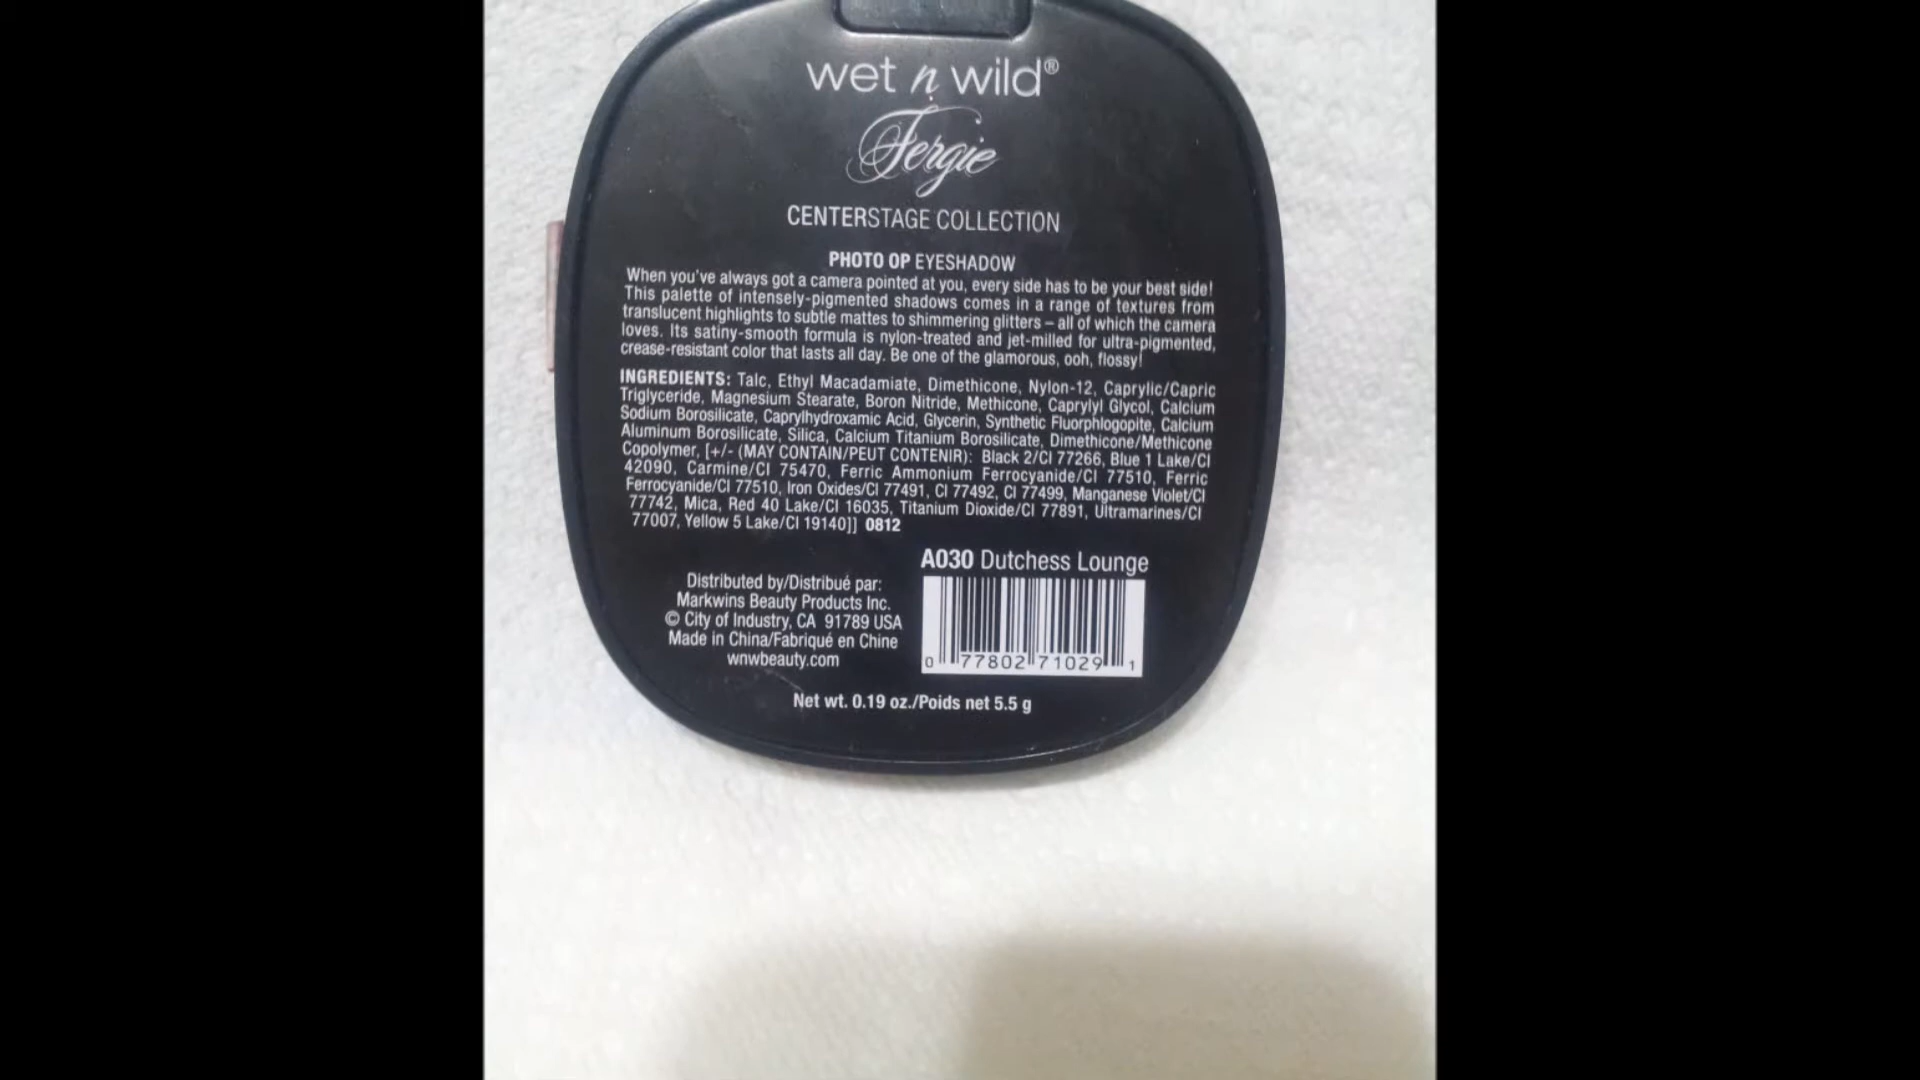 wet n wild®
Fergie
CENTERSTAGE COLLECTION
PHOTO OP EYESHADOW
When you've always got a camera pointed at you, every side has to be your best side!
This palette of intensely-pigmented shadows comes in a range of textures from
translucent highlights to subtle mattes to shimmering glitters – all of which the camera
loves. Its satiny-smooth formula is nylon-treated and jet-milled for ultra-pigmented,
crease-resistant color that lasts all day. Be one of the glamorous, ooh, flossy!
INGREDIENTS: Talc, Ethyl Macadamiate, Dimethicone, Nylon-12, Caprylic/Capric
Triglyceride, Magnesium Stearate, Boron Nitride, Methicone, Caprylyl Glycol, Calcium
Sodium Borosilicate, Caprylhydroxamic Acid, Glycerin, Synthetic Fluorphlogopite, Calcium
Aluminum Borosilicate, Silica, Calcium Titanium Borosilicate, Dimethicone/Methicone
Copolymer, [+/- (MAY CONTAIN/PEUT CONTENIR): Black 2/CI 77266, Blue 1 Lake/CI
42090, Carmine/CI 75470, Ferric Ammonium Ferrocyanide/CI 77510, Ferric
Ferrocyanide/CI 77510, Iron Oxides/CI 77491, CI 77492, CI 77499, Manganese Violet/CI
77742, Mica, Red 40 Lake/CI 16035, Titanium Dioxide/CI 77891, Ultramarines/CI
77007, Yellow 5 Lake/CI 19140]] 0812
A030 Dutchess Lounge
Distributed by/Distribué par:
Markwins Beauty Products Inc.
© City of Industry, CA 91789 USA
Made in China/Fabriqué en Chine
wnwbeauty.com
0 77802 71029 1
Net wt. 0.19 oz./Poids net 5.5 g